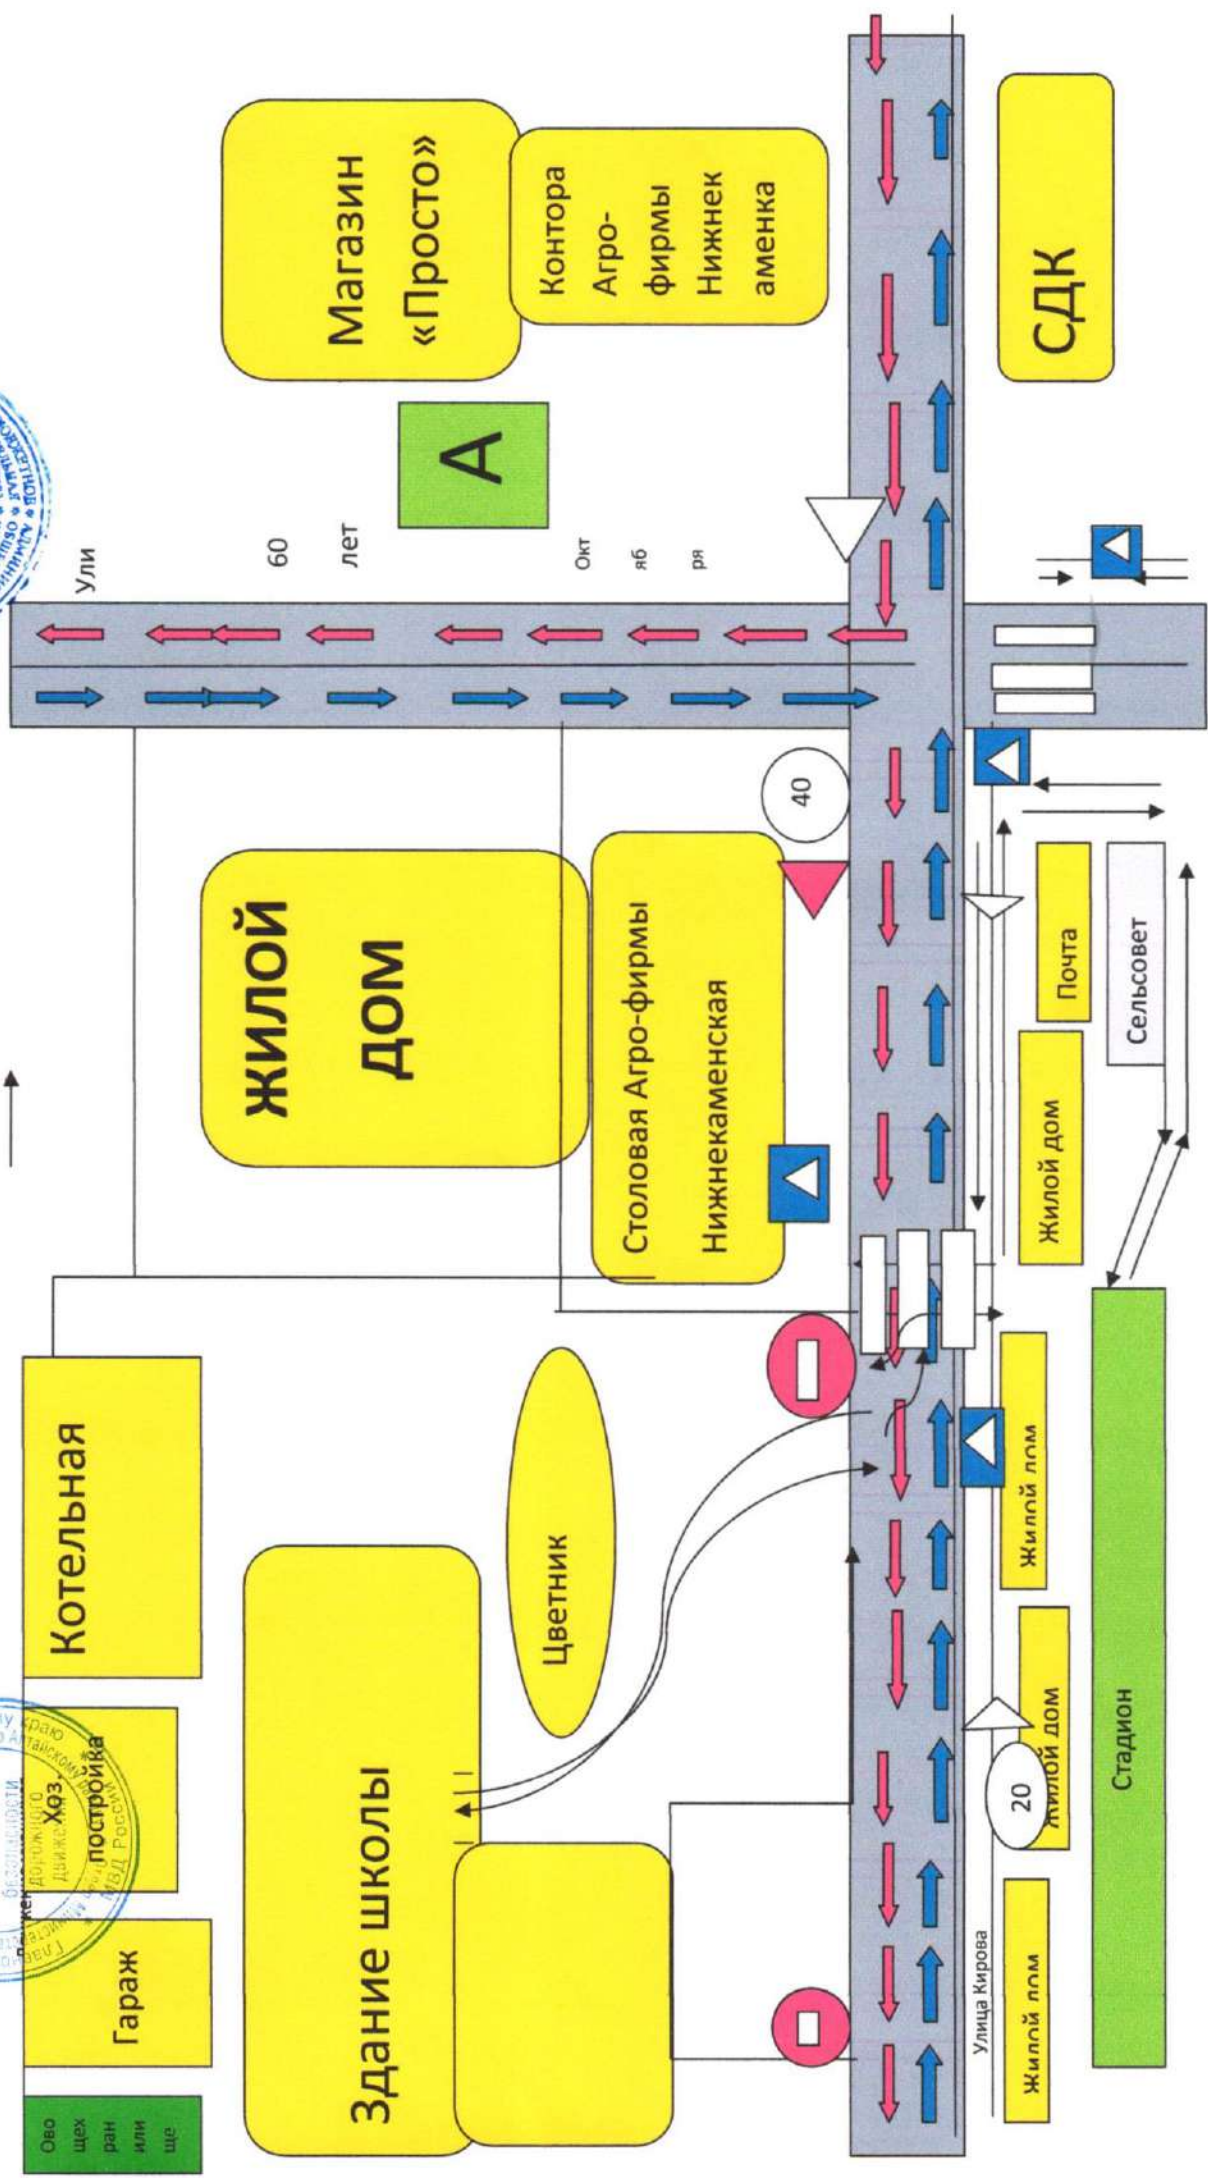 Ово
щех
ран
или
ще
Гараж
Хоз.
постройка
Котельная
Ули
60
лет
Окт
яб
ря
Здание школы
Цветник
ЖИЛОЙ
ДОМ
Столовая Агро-фирмы
Нижнекаменская
А
Магазин
«Просто»
Контора
Агро-
фирмы
Нижнек
аменка
40
Улица Кирова
20
Жилой дом
Жилой дом
Жилой дом
Жилой дом
Почта
Сельсовет
СДК
Стадион